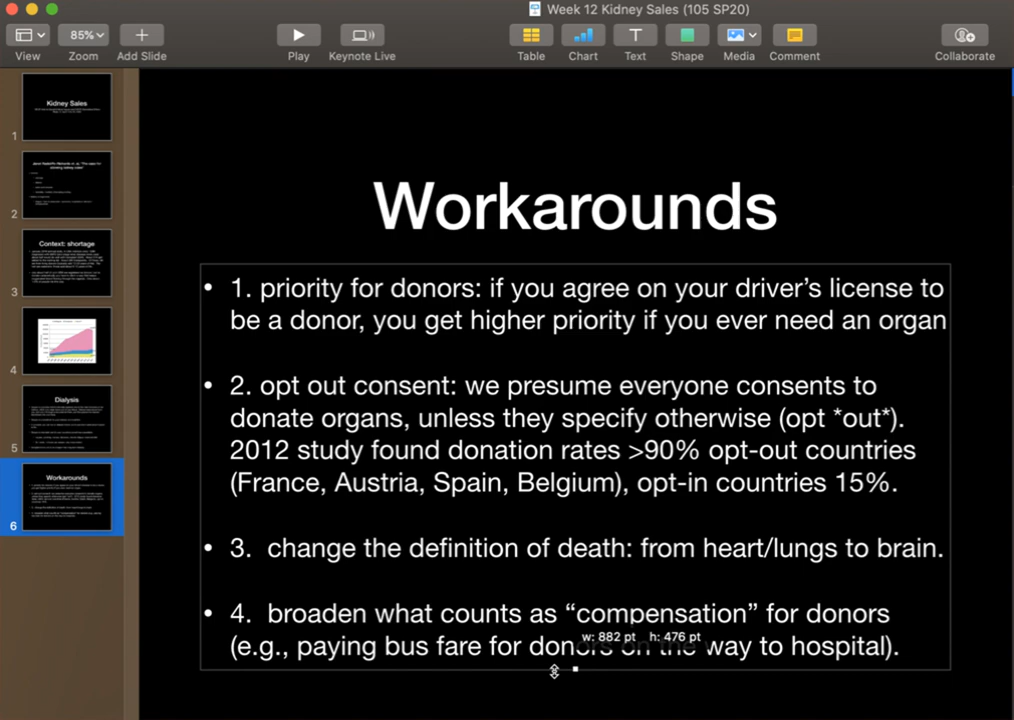 Week 12 Kidney Sales (105 SP20)
85%
View
Zoom
Add Slide
Play
Keynote Live
Table
Chart
Text
Shape
Media
Comment
Collaborate
Kidney Sales
1
2
Context: shortage
3
4
Dialysis
5
Workarounds
6
Workarounds
• 1. priority for donors: if you agree on your driver’s license to
be a donor, you get higher priority if you ever need an organ
• 2. opt out consent: we presume everyone consents to
donate organs, unless they specify otherwise (opt *out*).
2012 study found donation rates >90% opt-out countries
(France, Austria, Spain, Belgium), opt-in countries 15%.
• 3. change the definition of death: from heart/lungs to brain.
• 4. broaden what counts as “compensation” for donors
(e.g., paying bus fare for donors on the way to hospital).
w: 882 pt h: 476 pt